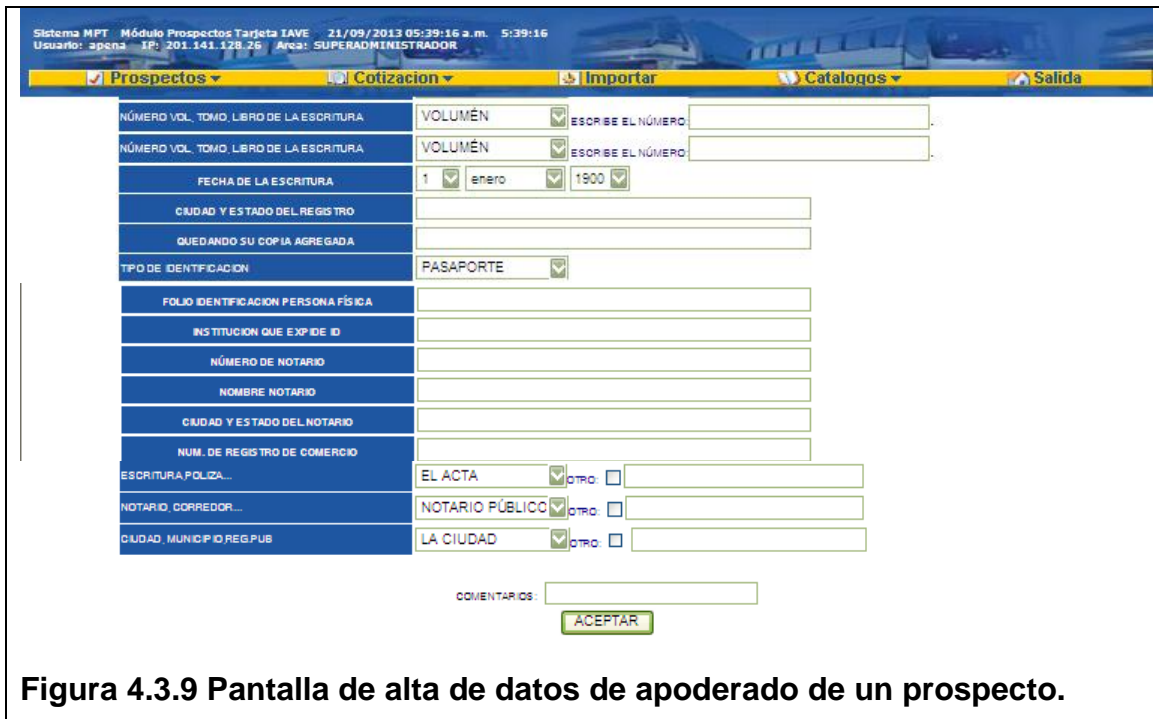 Sistema MPT Módulo Prospectos Tarjeta IAVE 21/09/2013 05:39:16 a.m. 5:39:16
Usuario: apena IP: 201.141.128.26 Area: SUPERADMINISTRADOR
Prospectos Cotizacion Importar Catalogos Salida
NÚMERO VOL, TOMO, LIBRO DE LA ESCRITURA VOLUMÉN ESCRIBE EL NÚMERO: .
NÚMERO VOL, TOMO, LIBRO DE LA ESCRITURA VOLUMÉN ESCRIBE EL NÚMERO: .
FECHA DE LA ESCRITURA 1 enero 1900
CIUDAD Y ESTADO DEL REGISTRO
QUEDANDO SU COPIA AGREGADA
TIPO DE IDENTIFICACION PASAPORTE
FOLIO IDENTIFICACION PERSONA FÍSICA
INSTITUCION QUE EXPIDE ID
NÚMERO DE NOTARIO
NOMBRE NOTARIO
CIUDAD Y ESTADO DEL NOTARIO
NUM. DE REGISTRO DE COMERCIO
ESCRITURA,POLIZA... EL ACTA OTRO:
NOTARIO, CORREDOR... NOTARIO PÚBLICO OTRO:
CIUDAD, MUNICIPIO,REG.PUB LA CIUDAD OTRO:
COMENTARIOS:
ACEPTAR
Figura 4.3.9 Pantalla de alta de datos de apoderado de un prospecto.